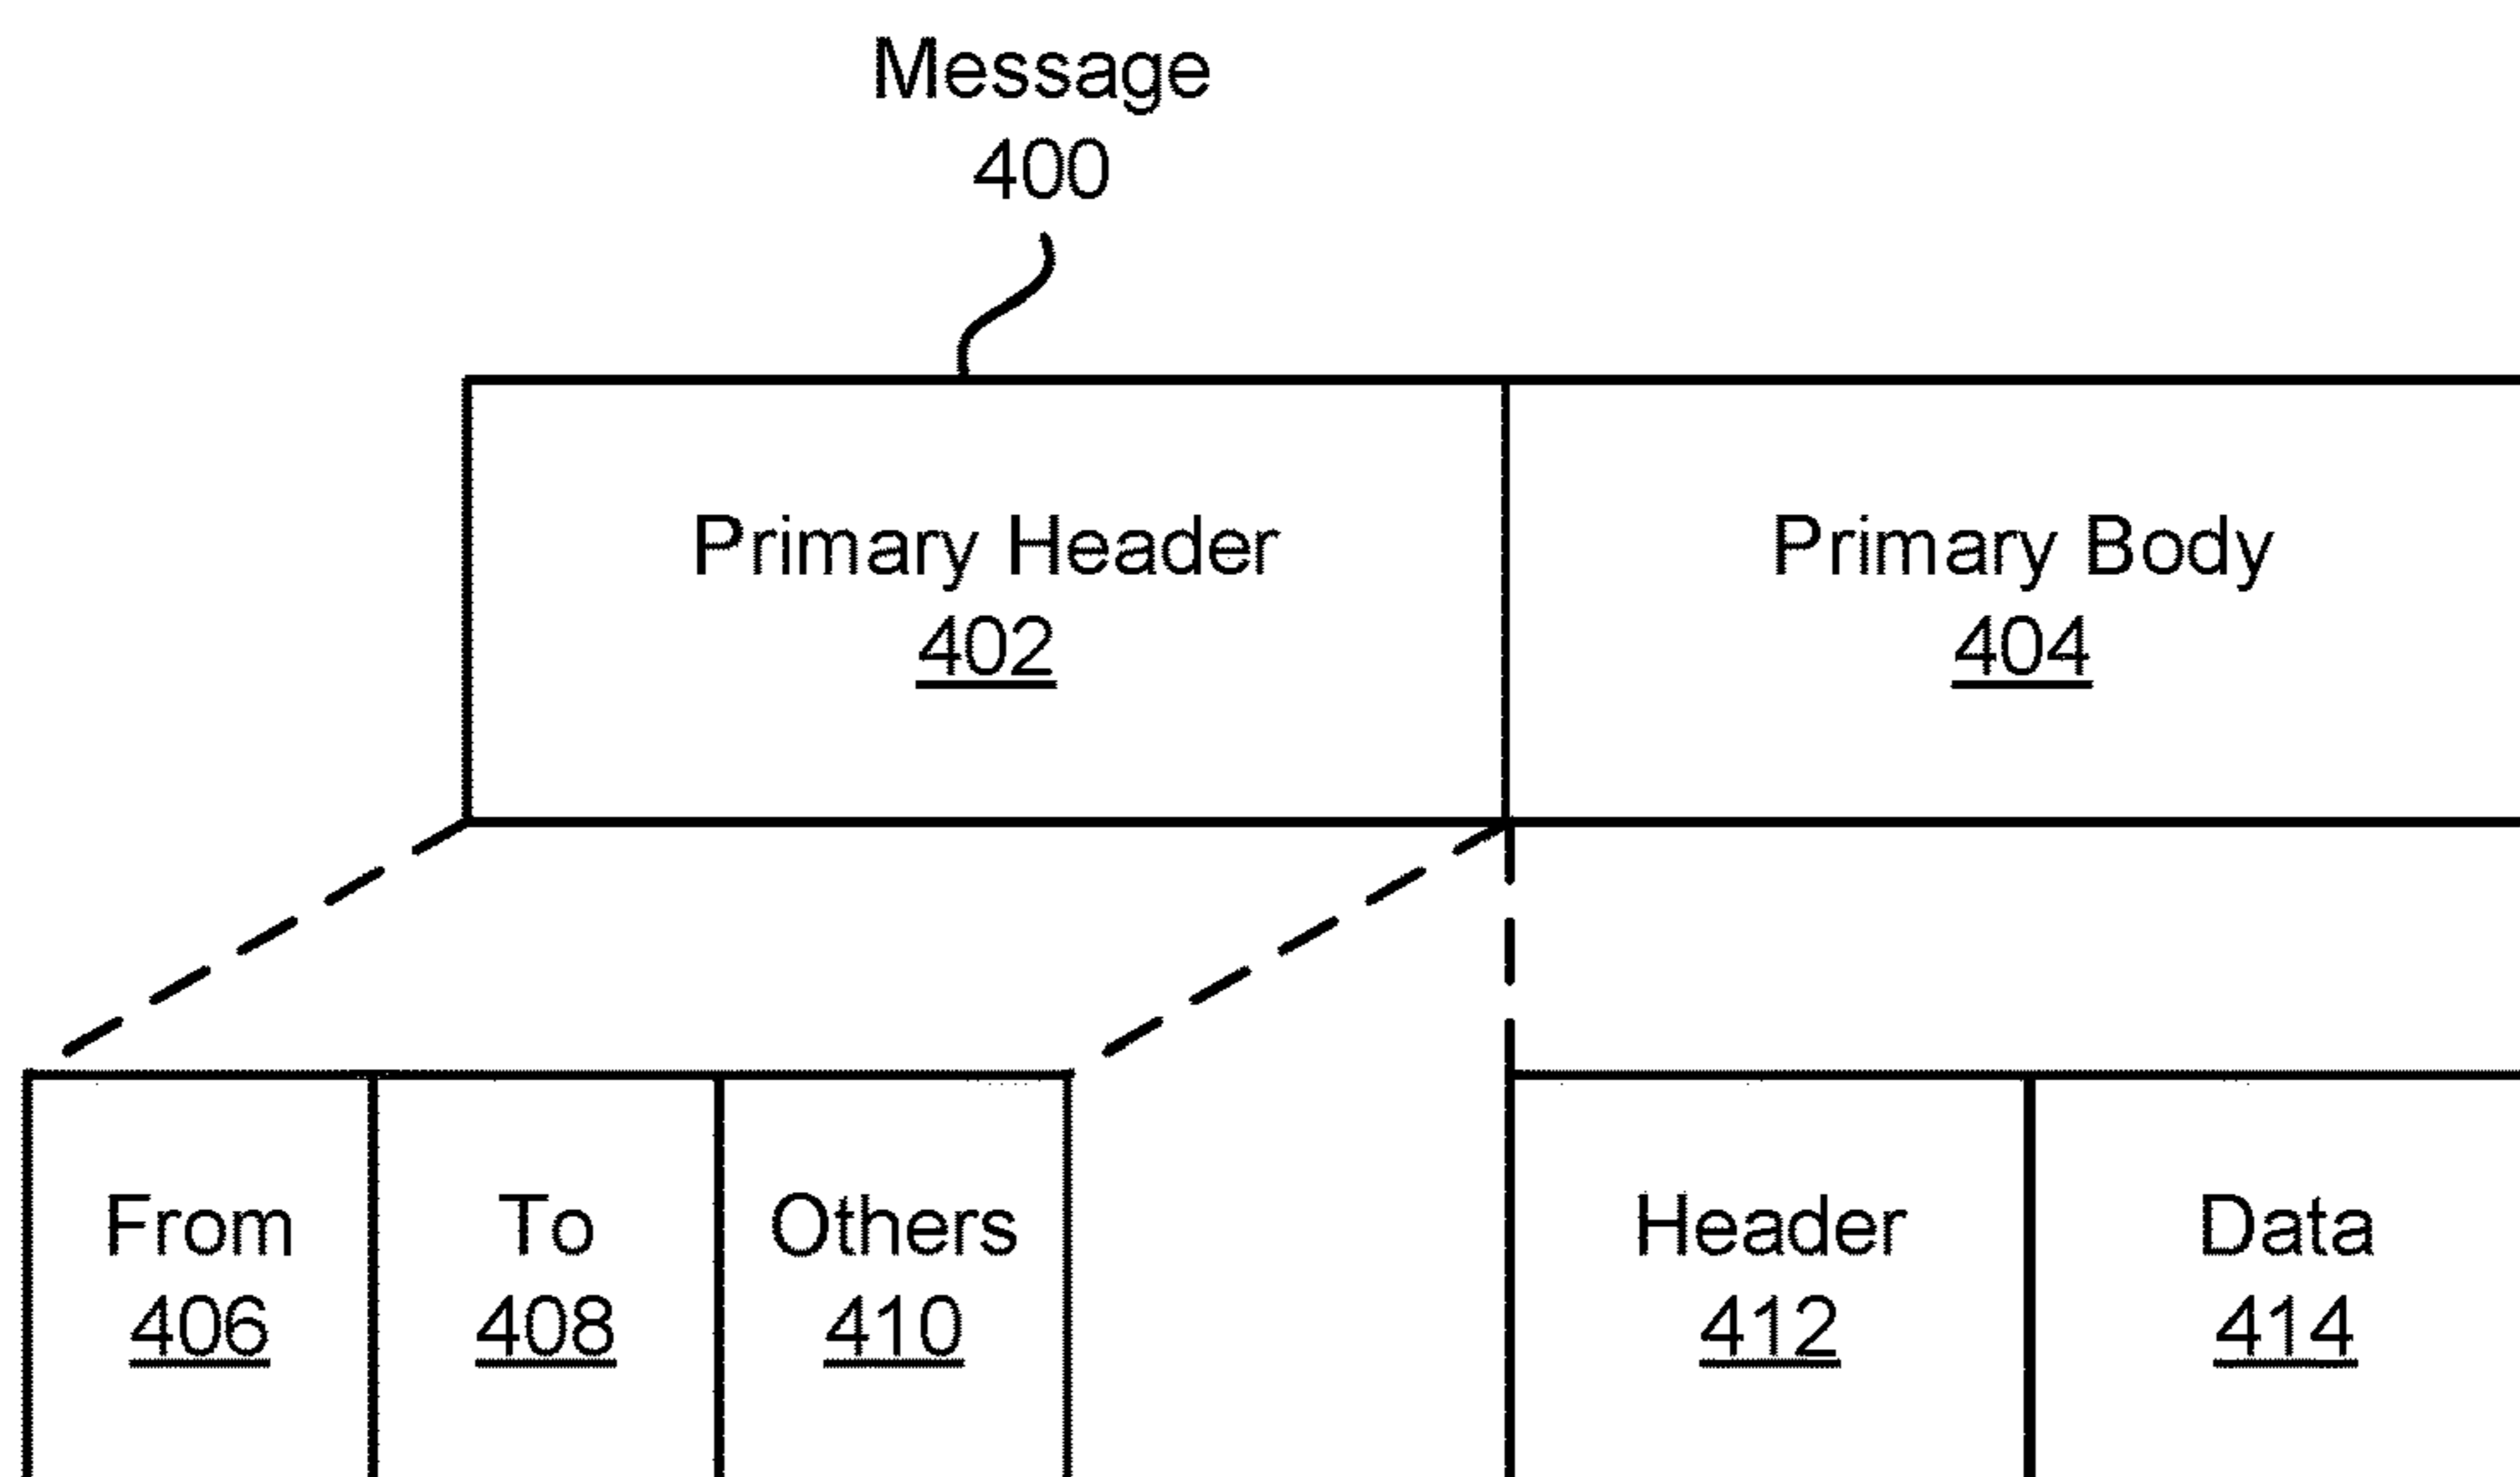 Message
400
Primary Header
402
Primary Body
404
From
406
To
408
Others
410
Header
412
Data
414